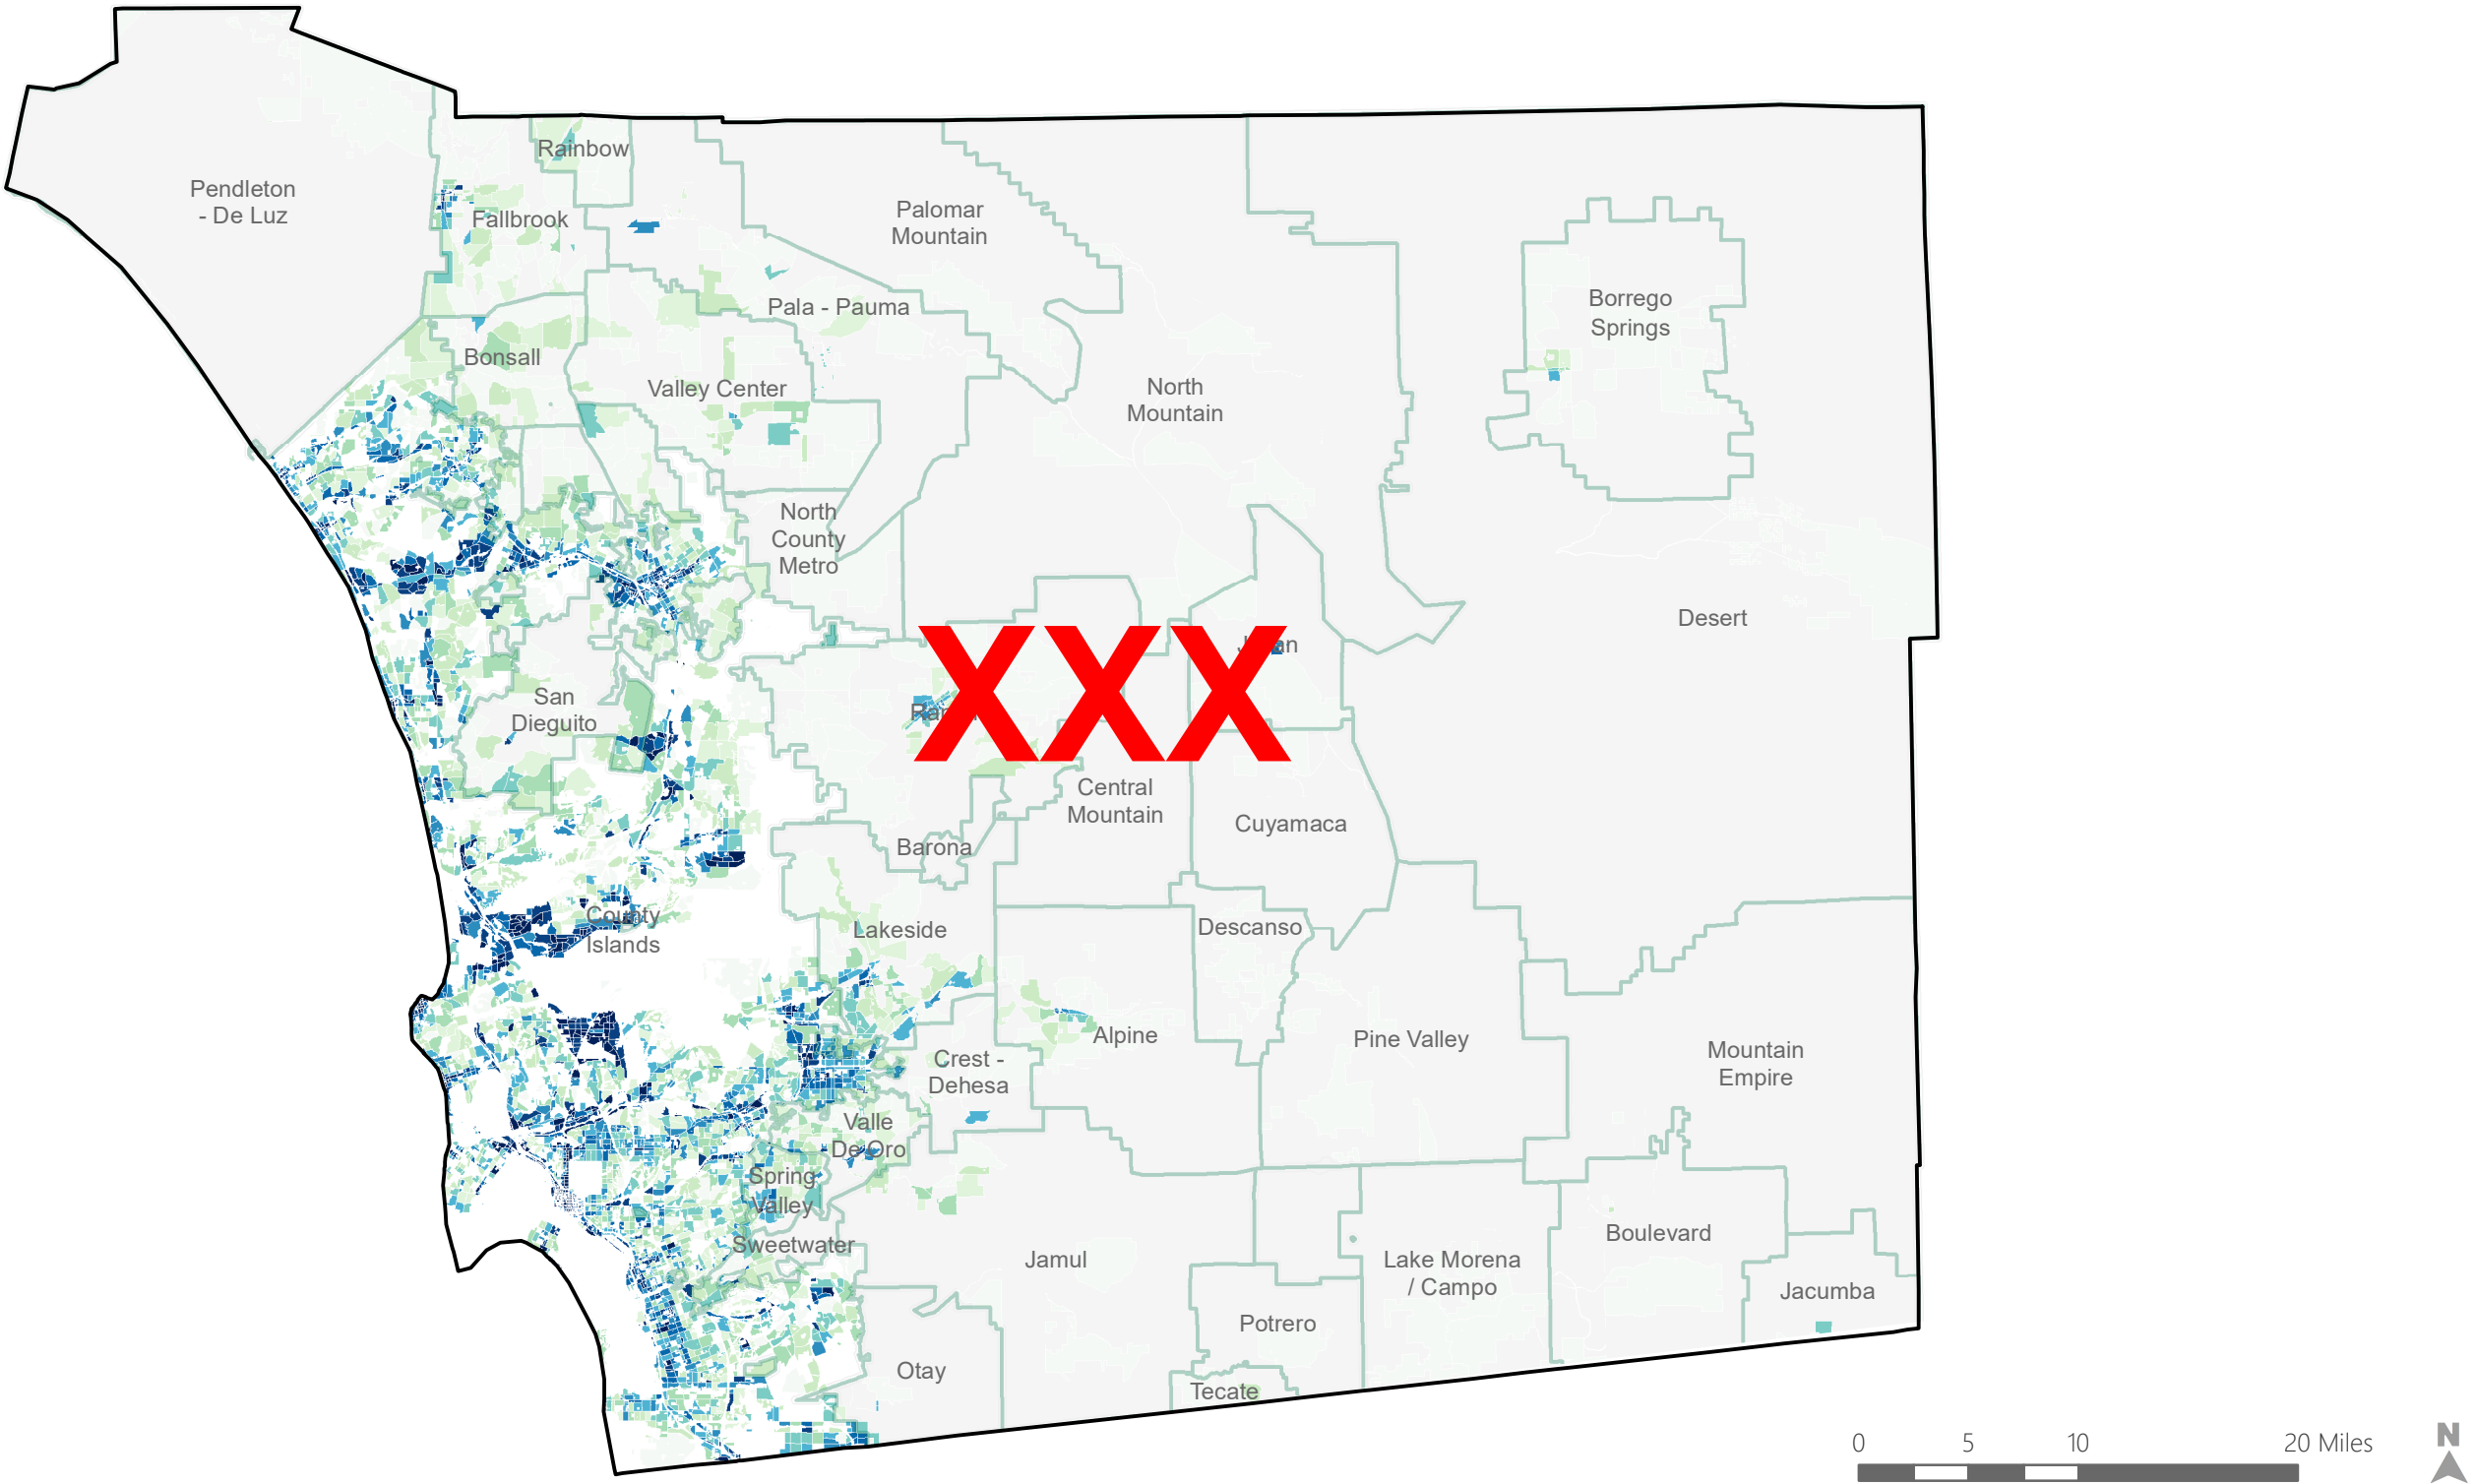 Rainbow
Pendleton
- De Luz
Fallbrook
Palomar
Mountain
Pala - Pauma
Borrego
Springs
Bonsall
Valley Center
North
Mountain
North
County
Metro
Desert
XXX
San
Dieguito
Central
Mountain
Cuyamaca
Barona
County
Islands
Lakeside
Descanso
Alpine
Pine Valley
Crest -
Dehesa
Mountain
Empire
Valle
De Oro
Spring
Valley
Sweetwater
Jamul
Lake Morena
/ Campo
Boulevard
Jacumba
Potrero
Otay
Tecate
0 5 10 20 Miles
N